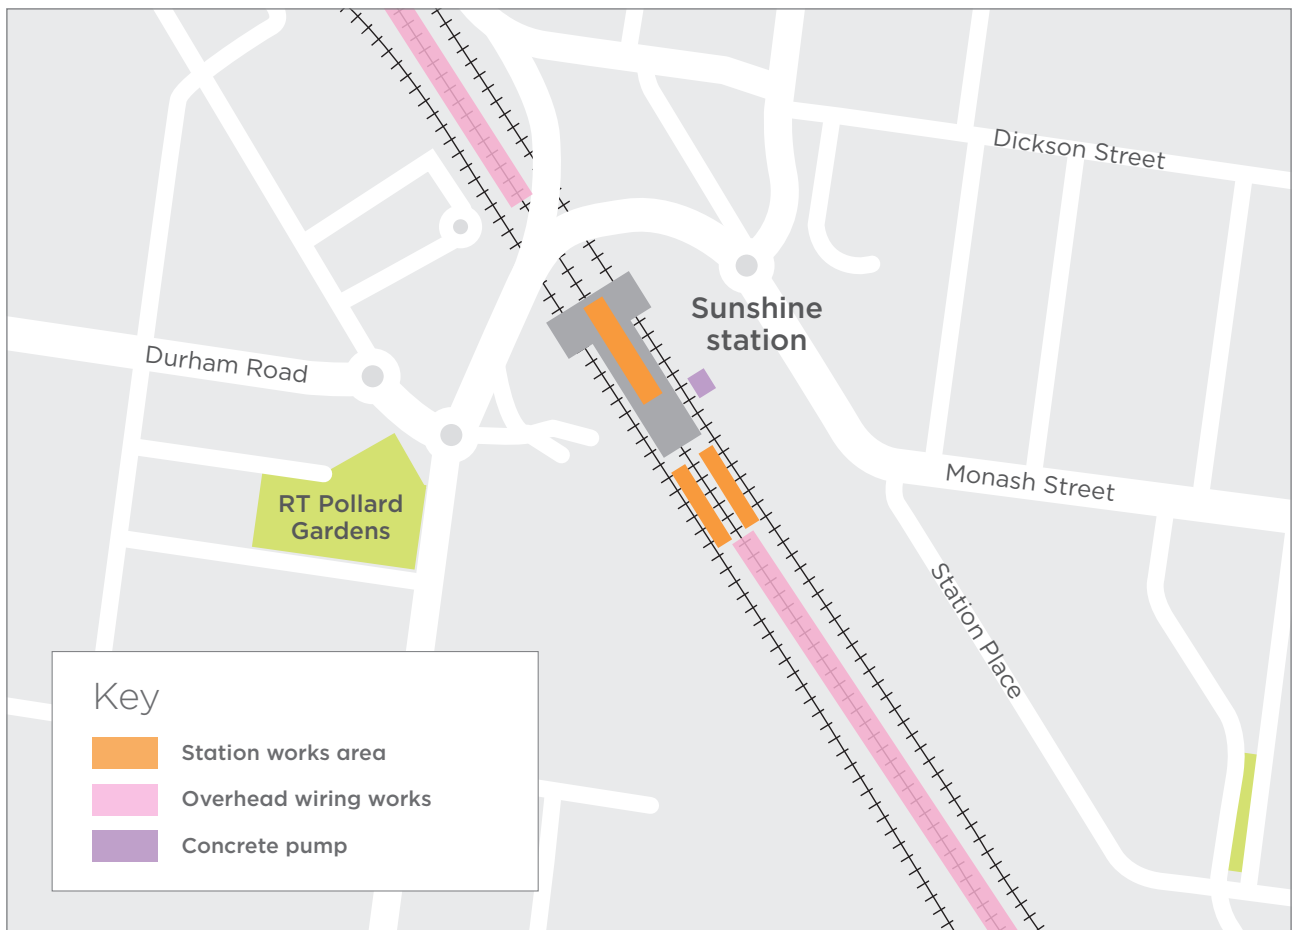 Dickson Street
Sunshine
station
Durham Road
Monash Street
RT Pollard
Gardens
Station Place
Key
Station works area
Overhead wiring works
Concrete pump